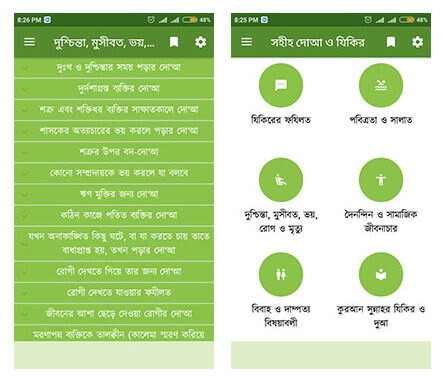 8:26 PM
48%
দুশ্চিন্তা, মুসীবত, ভয়,...
দুঃখ ও দুশ্চিন্তার সময় পড়ার দো'আ
দুর্দশাগ্রস্ত ব্যক্তির দো'আ
শত্রু এবং শক্তিধর ব্যক্তির সাক্ষাতকালে দো'আ
শাসকের অত্যাচারের ভয় করলে পড়ার দো'আ
শত্রুর উপর বদ-দো'আ
কোনো সম্প্রদায়কে ভয় করলে যা বলবে
ঋণ মুক্তির জন্য দো'আ
কঠিন কাজে পতিত ব্যক্তির দো'আ
যখন অনাকাঙ্খিত কিছু ঘটে, বা যা করতে চায় তাতে
বাধাপ্রাপ্ত হয়, তখন পড়ার দো'আ
রোগী দেখতে গিয়ে তার জন্য দো'আ
রোগী দেখতে যাওয়ার ফযীলত
জীবনের আশা ছেড়ে দেওয়া রোগীর দো'আ
মরণাপন্ন ব্যক্তিকে তালক্বীন (কালেমা স্মরণ করিয়ে
8:25 PM
48%
সহীহ দোআ ও যিকির
যিকিরের ফযিলত
পবিত্রতা ও সালাত
দুশ্চিন্তা, মুসীবত, ভয়,
রোগ ও মৃত্যু
দৈনন্দিন ও সামাজিক
জীবনাচার
বিবাহ ও দাম্পত্য
বিষয়াবলী
কুরআন সুন্নাহর যিকির ও
দুআ